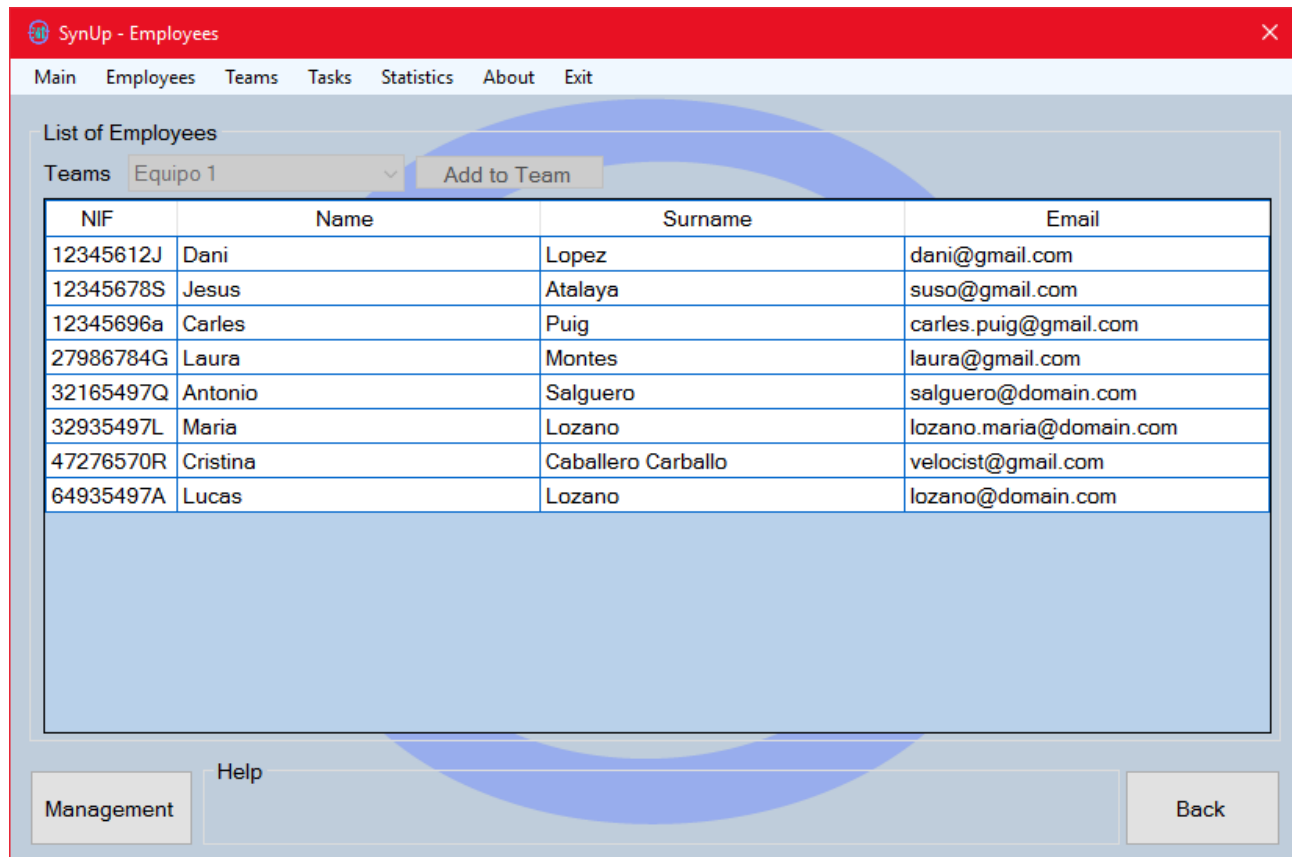 SynUp - Employees
Main Employees Teams Tasks Statistics About Exit
List of Employees
Teams Equipo 1 Add to Team
NIF Name Surname Email
12345612J Dani Lopez dani@gmail.com
12345678S Jesus Atalaya suso@gmail.com
12345696a Carles Puig carles.puig@gmail.com
27986784G Laura Montes laura@gmail.com
32165497Q Antonio Salguero salguero@domain.com
32935497L Maria Lozano lozano.maria@domain.com
47276570R Cristina Caballero Carballo velocist@gmail.com
64935497A Lucas Lozano lozano@domain.com
Help
Management Back